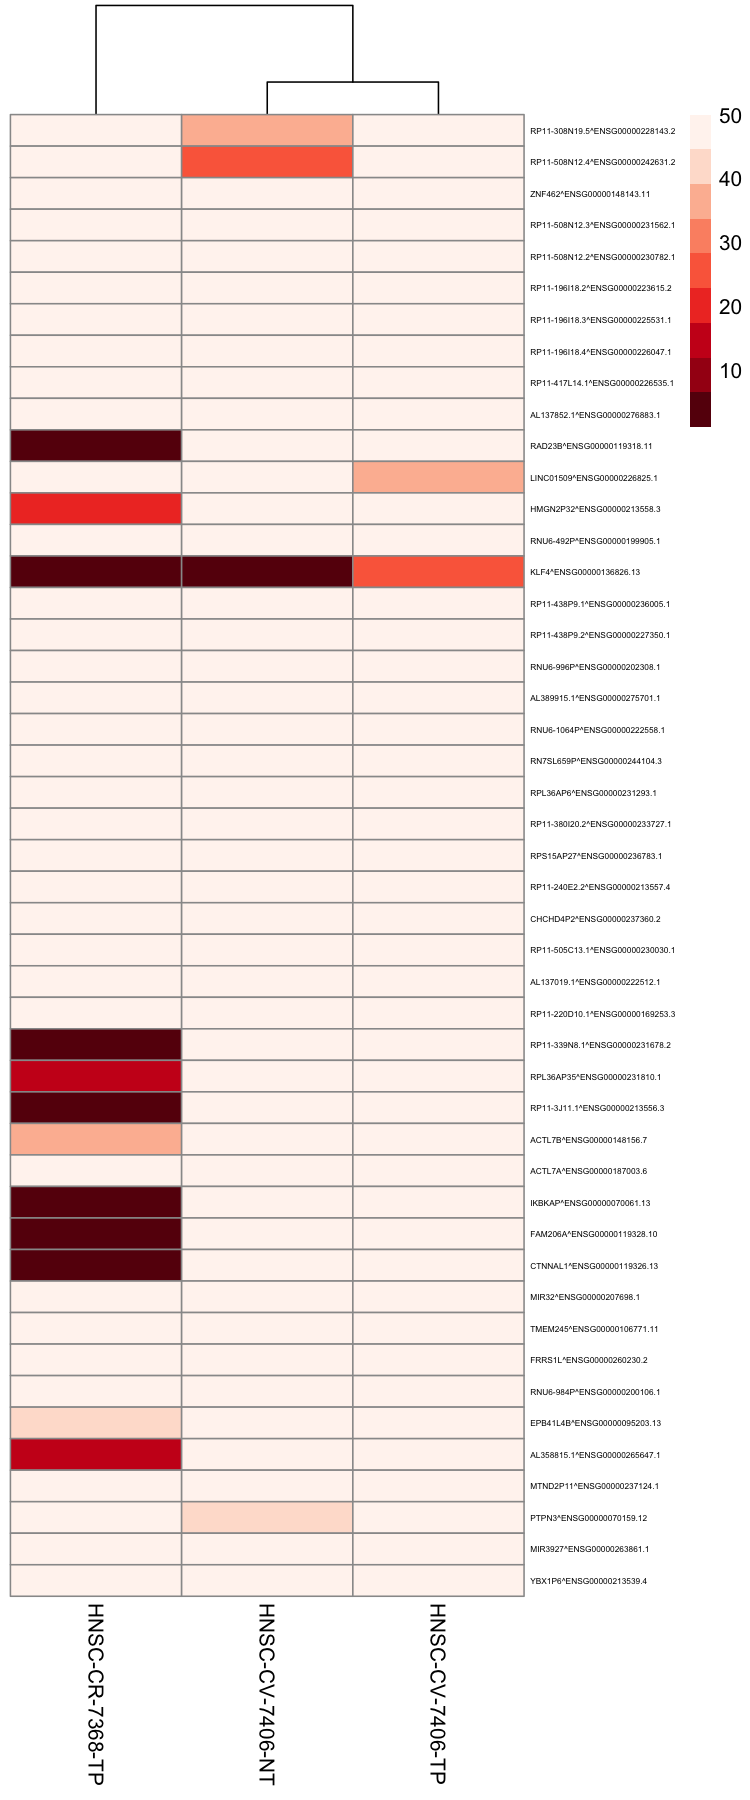 50
40
30
20
10
RP11-308N19.5^ENSG00000228143.2
RP11-508N12.4^ENSG00000242631.2
ZNF462^ENSG00000148143.11
RP11-508N12.3^ENSG00000231562.1
RP11-508N12.2^ENSG00000230782.1
RP11-196I18.2^ENSG00000223615.2
RP11-196I18.3^ENSG00000225531.1
RP11-196I18.4^ENSG00000226047.1
RP11-417L14.1^ENSG00000226535.1
AL137852.1^ENSG00000276883.1
RAD23B^ENSG00000119318.11
LINC01509^ENSG00000226825.1
HMGN2P32^ENSG00000213558.3
RNU6-492P^ENSG00000199905.1
KLF4^ENSG00000136826.13
RP11-438P9.1^ENSG00000236005.1
RP11-438P9.2^ENSG00000227350.1
RNU6-996P^ENSG00000202308.1
AL389915.1^ENSG00000275701.1
RNU6-1064P^ENSG00000222558.1
RN7SL659P^ENSG00000244104.3
RPL36AP6^ENSG00000231293.1
RP11-380I20.2^ENSG00000233727.1
RPS15AP27^ENSG00000236783.1
RP11-240E2.2^ENSG00000213557.4
CHCHD4P2^ENSG00000237360.2
RP11-505C13.1^ENSG00000230030.1
AL137019.1^ENSG00000222512.1
RP11-220D10.1^ENSG00000169253.3
RP11-339N8.1^ENSG00000231678.2
RPL36AP35^ENSG00000231810.1
RP11-3J11.1^ENSG00000213556.3
ACTL7B^ENSG00000148156.7
ACTL7A^ENSG00000187003.6
IKBKAP^ENSG00000070061.13
FAM206A^ENSG00000119328.10
CTNNAL1^ENSG00000119326.13
MIR32^ENSG00000207698.1
TMEM245^ENSG00000106771.11
FRRS1L^ENSG00000260230.2
RNU6-984P^ENSG00000200106.1
EPB41L4B^ENSG00000095203.13
AL358815.1^ENSG00000265647.1
MTND2P11^ENSG00000237124.1
PTPN3^ENSG00000070159.12
MIR3927^ENSG00000263861.1
YBX1P6^ENSG00000213539.4
HNSC-CR-7368-TP
HNSC-CV-7406-NT
HNSC-CV-7406-TP